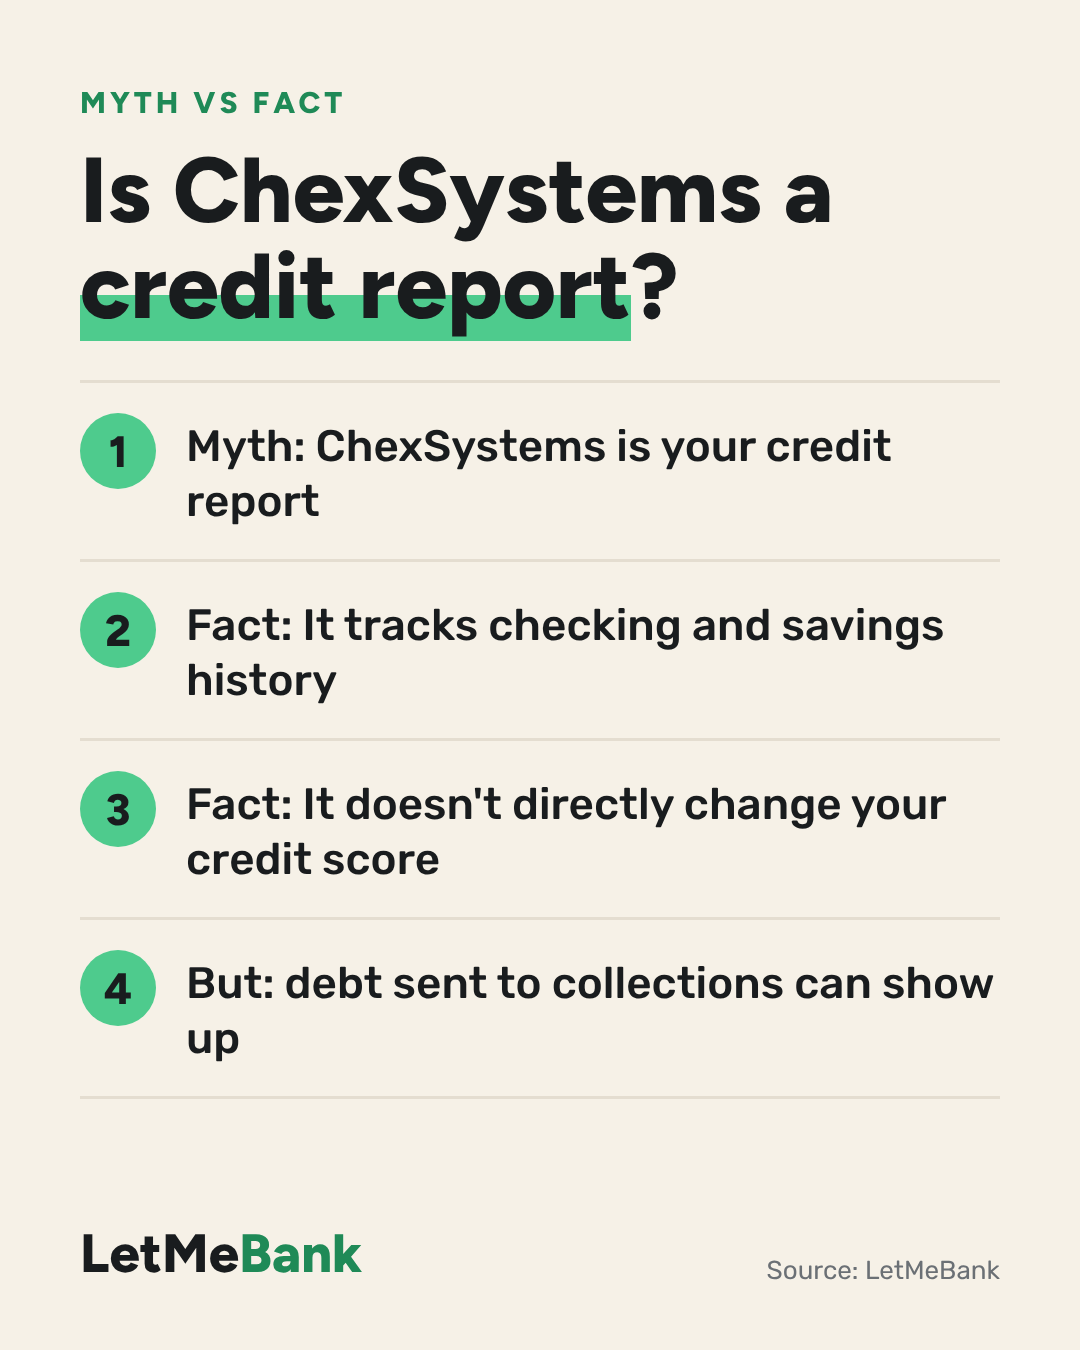 MYTH VS FACT
Is ChexSystems a
credit report?
1 Myth: ChexSystems is your credit
report
2 Fact: It tracks checking and savings
history
3 Fact: It doesn't directly change your
credit score
4 But: debt sent to collections can show
up
LetMeBank
Source: LetMeBank